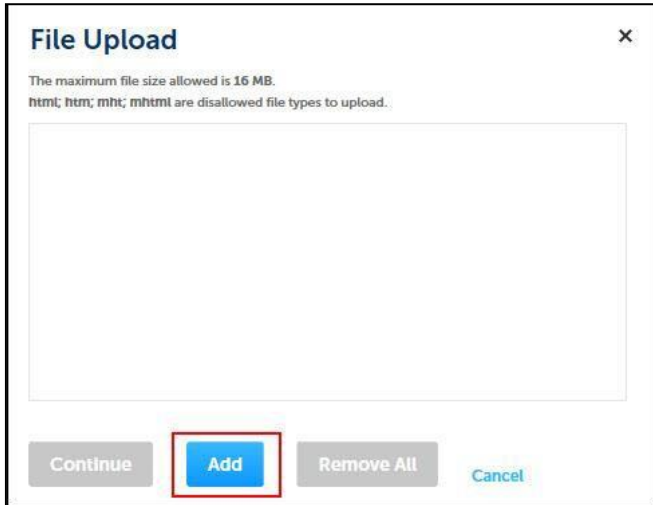 File Upload
×
The maximum file size allowed is 16 MB.
html; htm; mht; mhtml are disallowed file types to upload.
Continue
Add
Remove All
Cancel